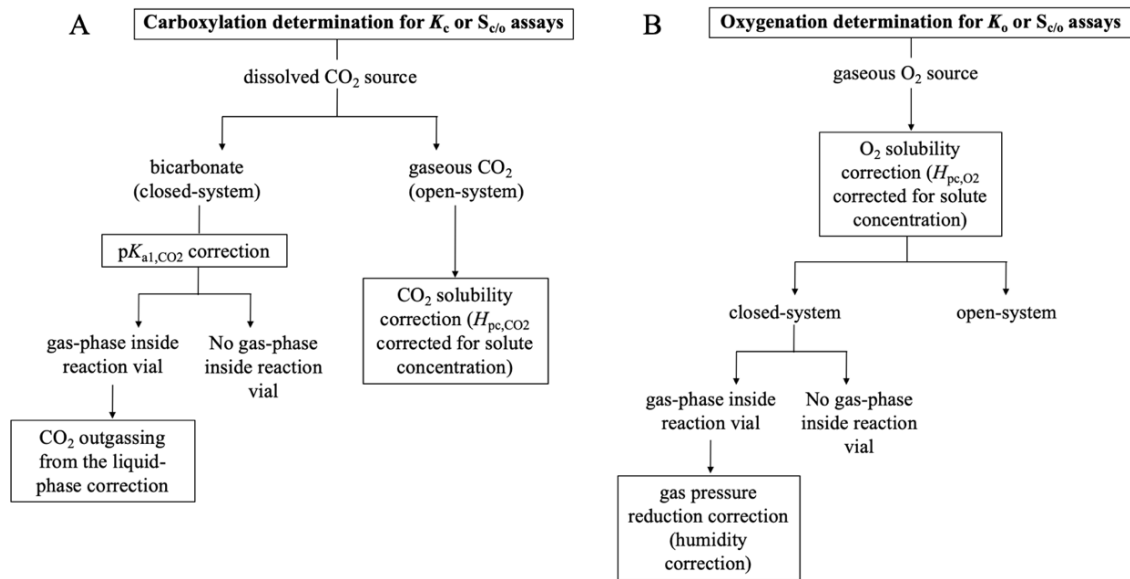 A
Carboxylation determination for Kc or Sc/o assays
dissolved CO2 source
bicarbonate
(closed-system)
gaseous CO2
(open-system)
pKa1,CO2 correction
CO2 solubility
correction (Hpc,CO2
corrected for solute
concentration)
gas-phase inside
reaction vial
No gas-phase
inside reaction
vial
CO2 outgassing
from the liquid-
phase correction
B
Oxygenation determination for Ko or Sc/o assays
gaseous O2 source
O2 solubility
correction (Hpc,O2
corrected for solute
concentration)
closed-system
open-system
gas-phase inside
reaction vial
No gas-phase
inside reaction
vial
gas pressure
reduction correction
(humidity
correction)